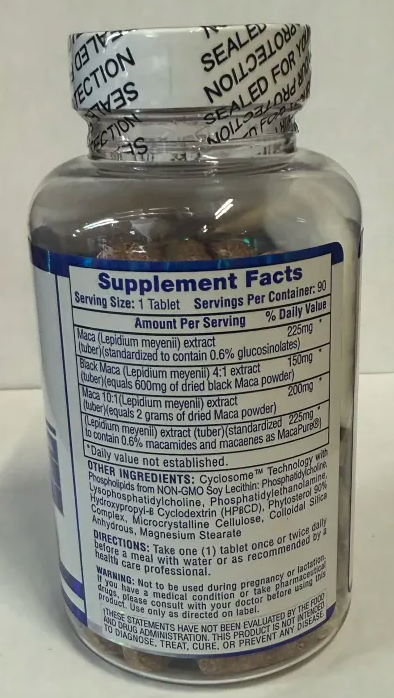 SEALED FOR YOUR PROTECTION
Supplement Facts
Serving Size: 1 Tablet Servings Per Container: 90
Amount Per Serving % Daily Value
Maca (Lepidium meyenii) extract 225mg *
(tuber)(standardized to contain 0.6% glucosinolates)
Black Maca (Lepidium meyenii) 4:1 extract 150mg *
(tuber)(equals 600mg of dried black Maca powder)
Maca 10:1(Lepidium meyenii) extract 200mg *
(tuber)(equals 2 grams of dried Maca powder)
(Lepidium meyenii) extract (tuber)(standardized 225mg *
to contain 0.6% macamides and macaenes as MacaPure®)
*Daily value not established.
OTHER INGREDIENTS: Cyclosome™ Technology with
Phospholipids from NON-GMO Soy Lecithin: Phosphatidylcholine,
Lysophosphatidylcholine, Phosphatidylethanolamine,
Hydroxypropyl-ß Cyclodextrin (HPßCD), Phytosterol 90%
Complex, Microcrystalline Cellulose, Colloidal Silica
Anhydrous, Magnesium Stearate
DIRECTIONS: Take one (1) tablet once or twice daily
before a meal with water or as recommended by a
health care professional.
WARNING: Not to be used during pregnancy or lactation.
If you have a medical condition or take pharmaceutical
drugs, please consult with your doctor before using this
product. Use only as directed on label.
†THESE STATEMENTS HAVE NOT BEEN EVALUATED BY THE FOOD
AND DRUG ADMINISTRATION. THIS PRODUCT IS NOT INTENDED
TO DIAGNOSE, TREAT, CURE, OR PREVENT ANY DISEASE